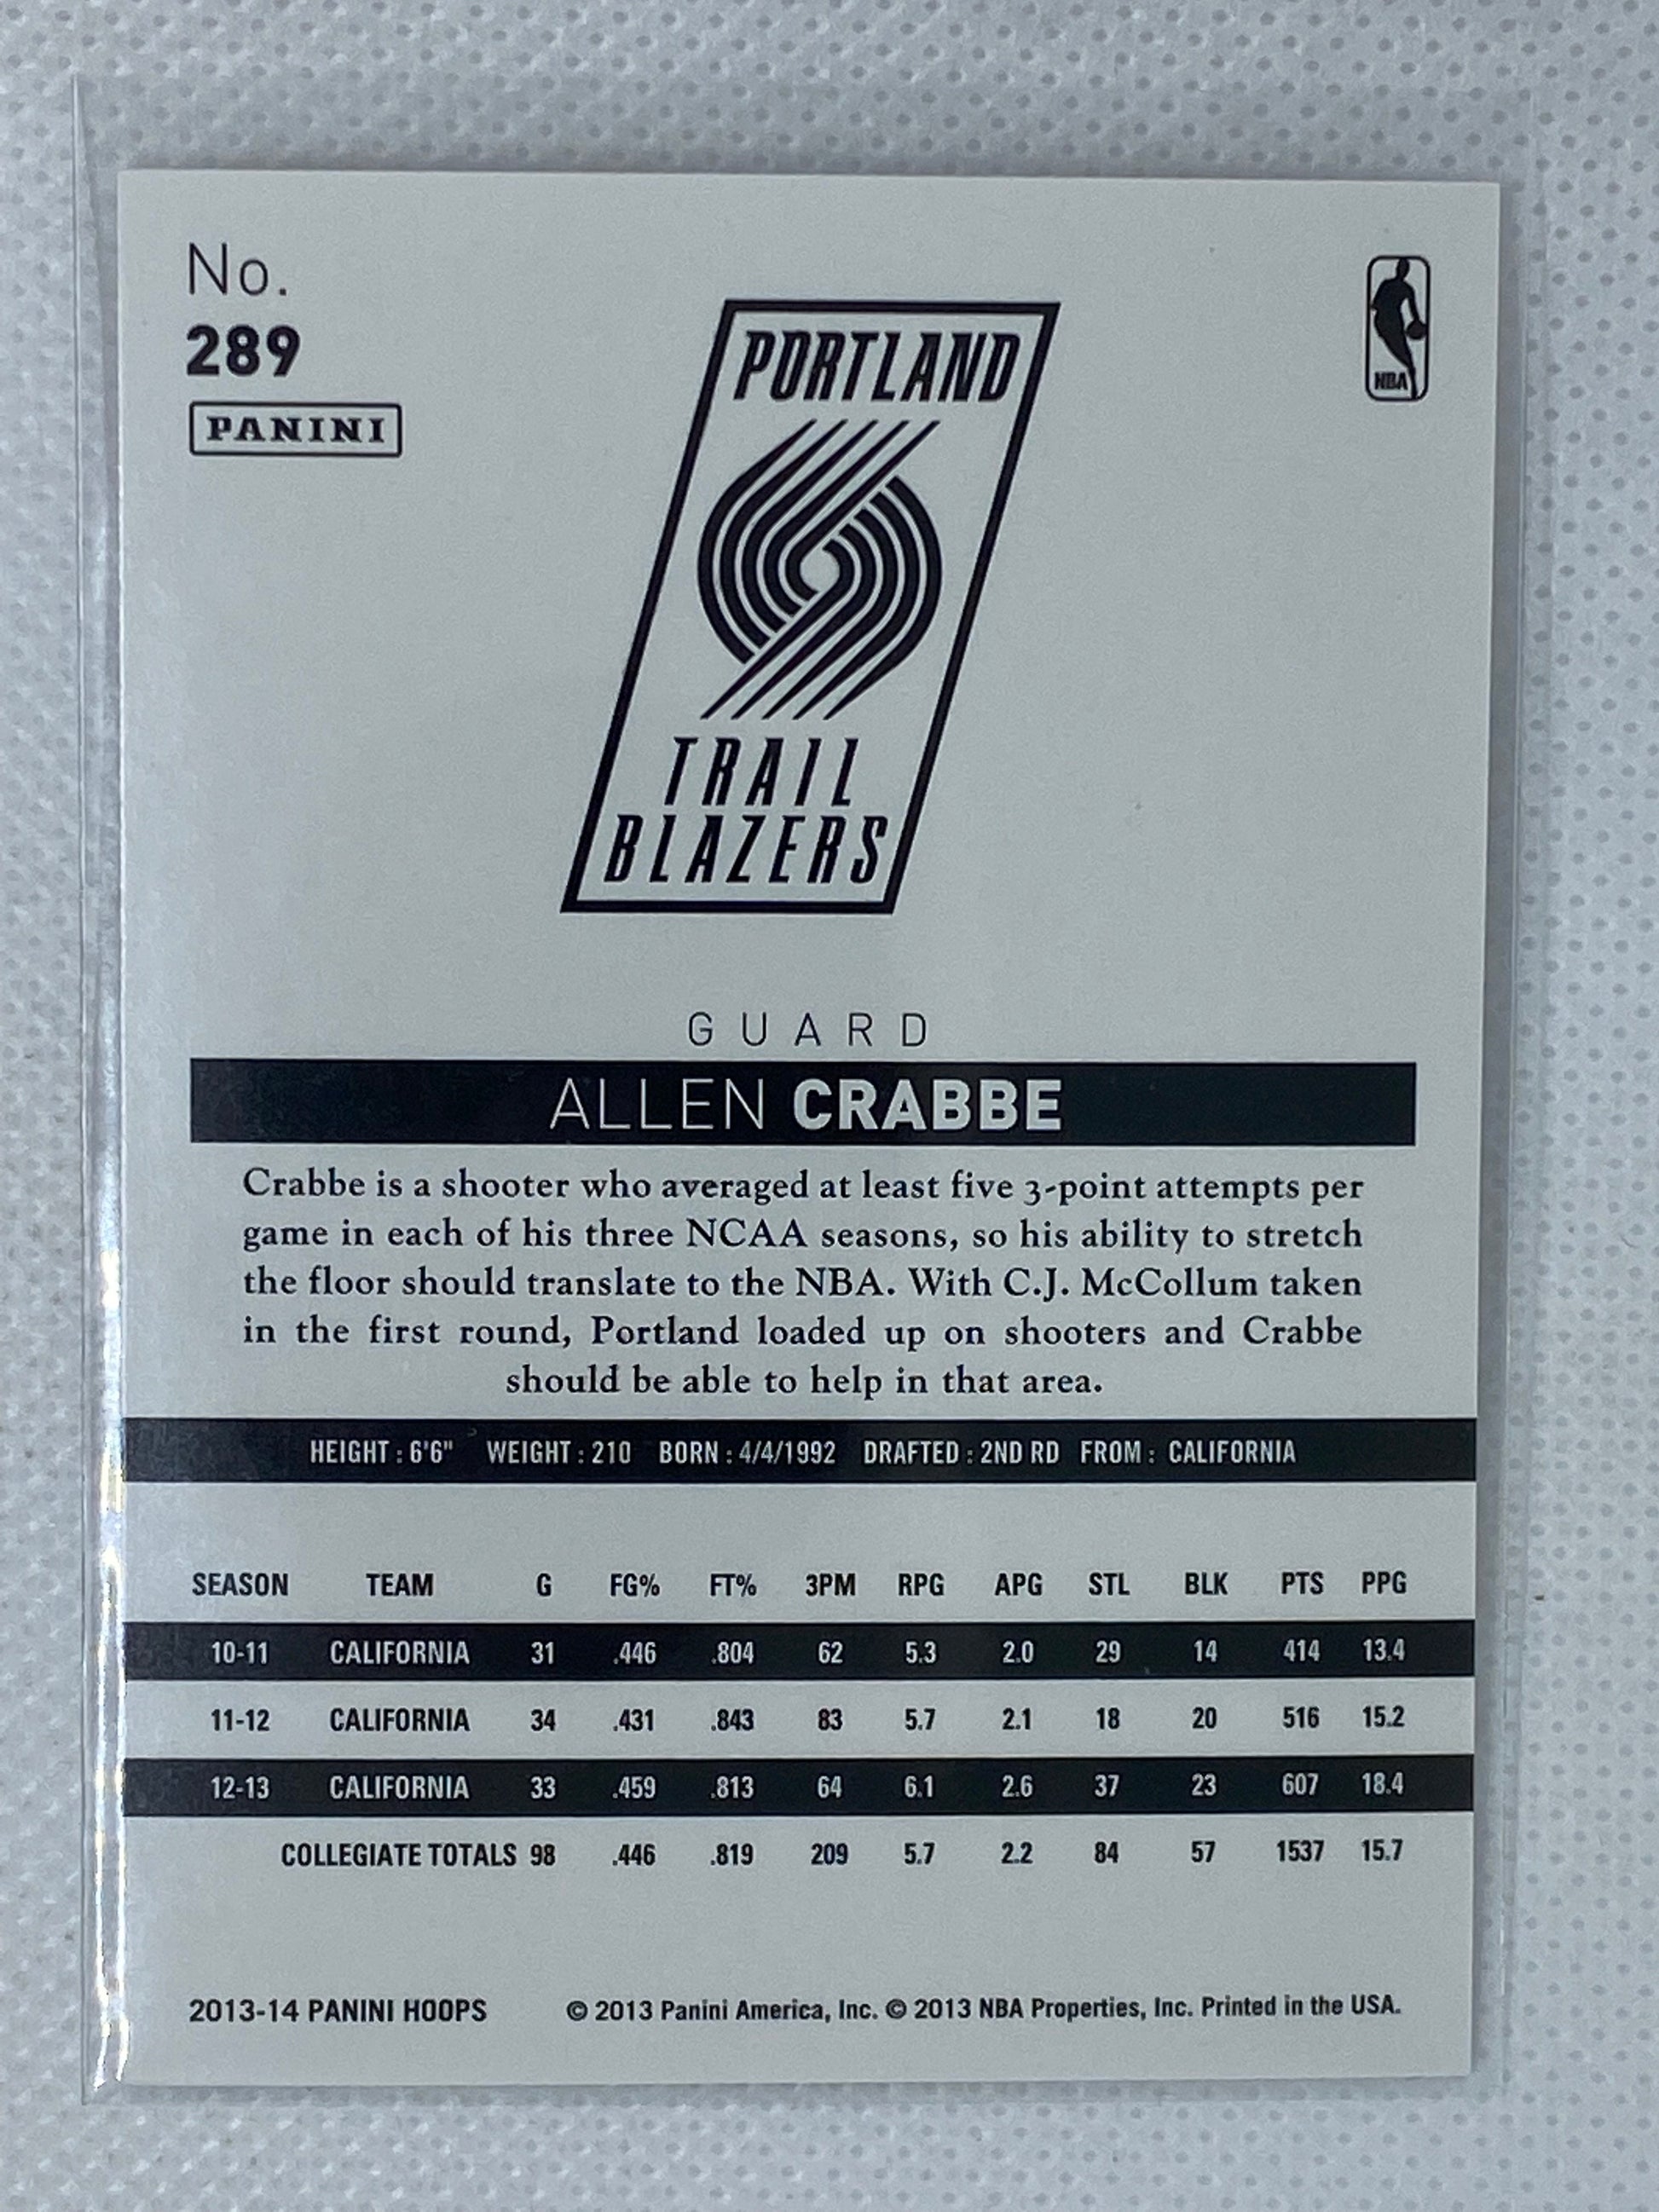 No.
289
PANINI
NBA
PORTLAND
TRAIL
BLAZERS
GUARD
ALLEN CRABBE
Crabbe is a shooter who averaged at least five 3-point attempts per
game in each of his three NCAA seasons, so his ability to stretch
the floor should translate to the NBA. With C.J. McCollum taken
in the first round, Portland loaded up on shooters and Crabbe
should be able to help in that area.
HEIGHT : 6'6" WEIGHT : 210 BORN : 4/4/1992 DRAFTED : 2ND RD FROM : CALIFORNIA
SEASON TEAM G FG% FT% 3PM RPG APG STL BLK PTS PPG
10-11 CALIFORNIA 31 .446 .804 62 5.3 2.0 29 14 414 13.4
11-12 CALIFORNIA 34 .431 .843 83 5.7 2.1 18 20 516 15.2
12-13 CALIFORNIA 33 .459 .813 64 6.1 2.6 37 23 607 18.4
COLLEGIATE TOTALS 98 .446 .819 209 5.7 2.2 84 57 1537 15.7
2013-14 PANINI HOOPS © 2013 Panini America, Inc. © 2013 NBA Properties, Inc. Printed in the USA.